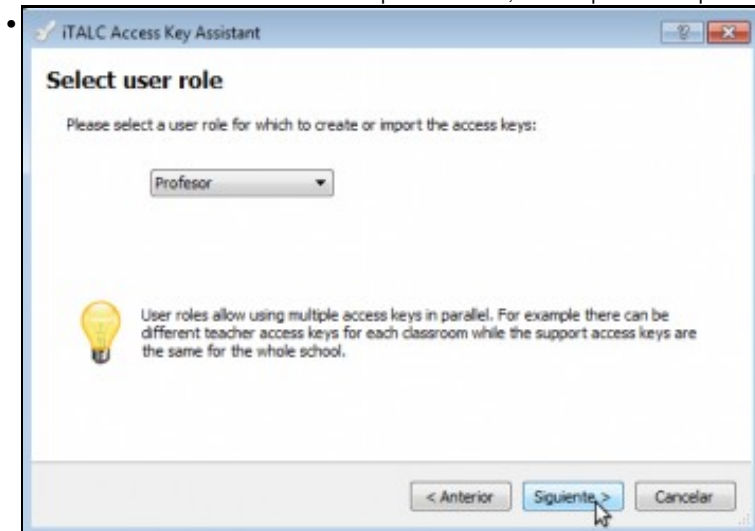 iTALC Access Key Assistant
Select user role
Please select a user role for which to create or import the access keys:
Profesor
User roles allow using multiple access keys in parallel. For example there can be
different teacher access keys for each classroom while the support access keys are
the same for the whole school.
< Anterior Siguiente > Cancelar